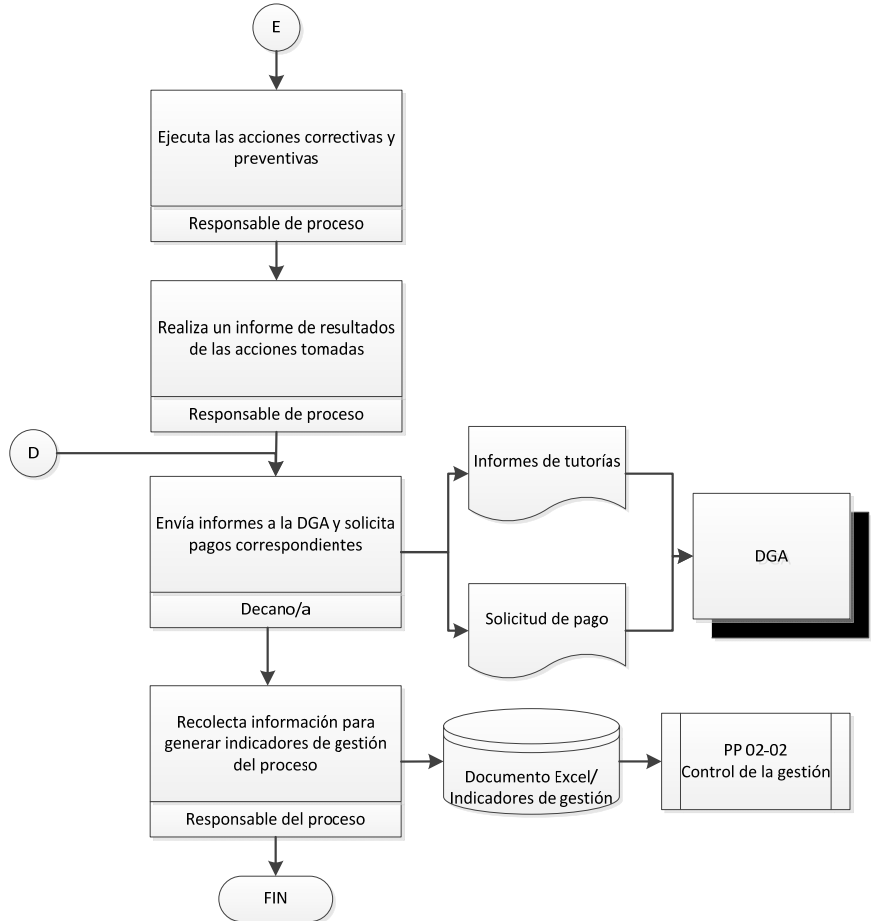 E
Ejecuta las acciones correctivas y
preventivas
Responsable de proceso
Realiza un informe de resultados
de las acciones tomadas
Responsable de proceso
D
Envía informes a la DGA y solicita
pagos correspondientes
Decano/a
Informes de tutorías
Solicitud de pago
DGA
Recolecta información para
generar indicadores de gestión
del proceso
Responsable del proceso
Documento Excel/
Indicadores de gestión
PP 02-02
Control de la gestión
FIN